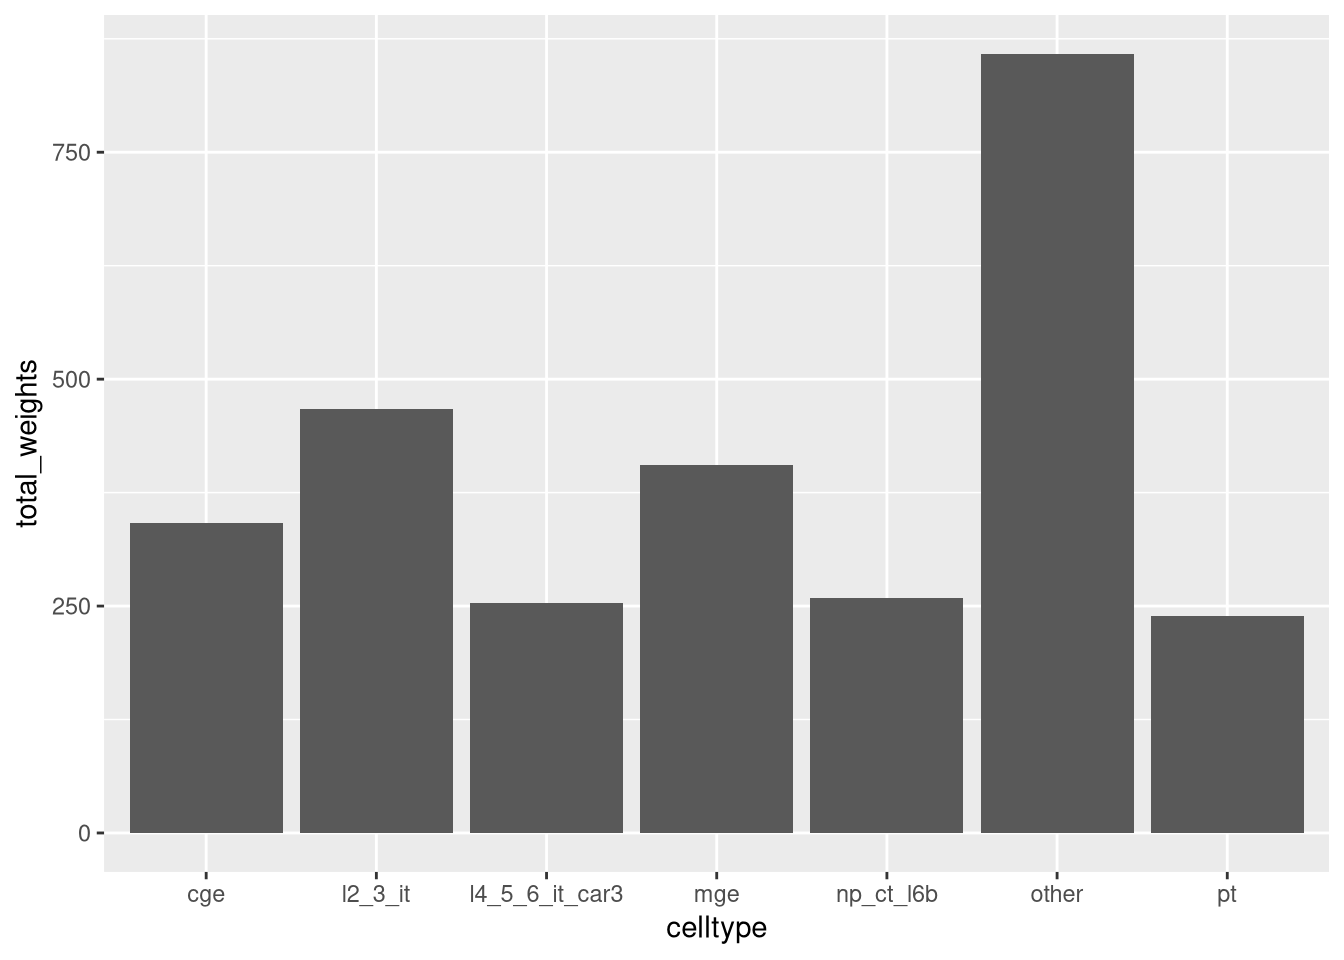 750
500
250
0
total_weights
cge
l2_3_it
l4_5_6_it_car3
mge
np_ct_l6b
other
pt
celltype